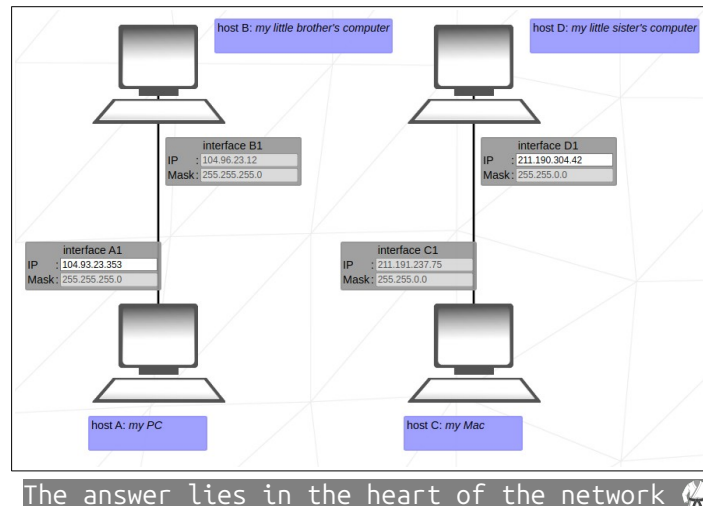 host B: my little brother's computer
host D: my little sister's computer
interface B1
IP : 104.96.23.12
Mask: 255.255.255.0
interface D1
IP : 211.190.304.42
Mask: 255.255.0.0
interface A1
IP : 104.93.23.353
Mask: 255.255.255.0
interface C1
IP : 211.191.237.75
Mask: 255.255.0.0
host A: my PC
host C: my Mac
The answer lies in the heart of the network